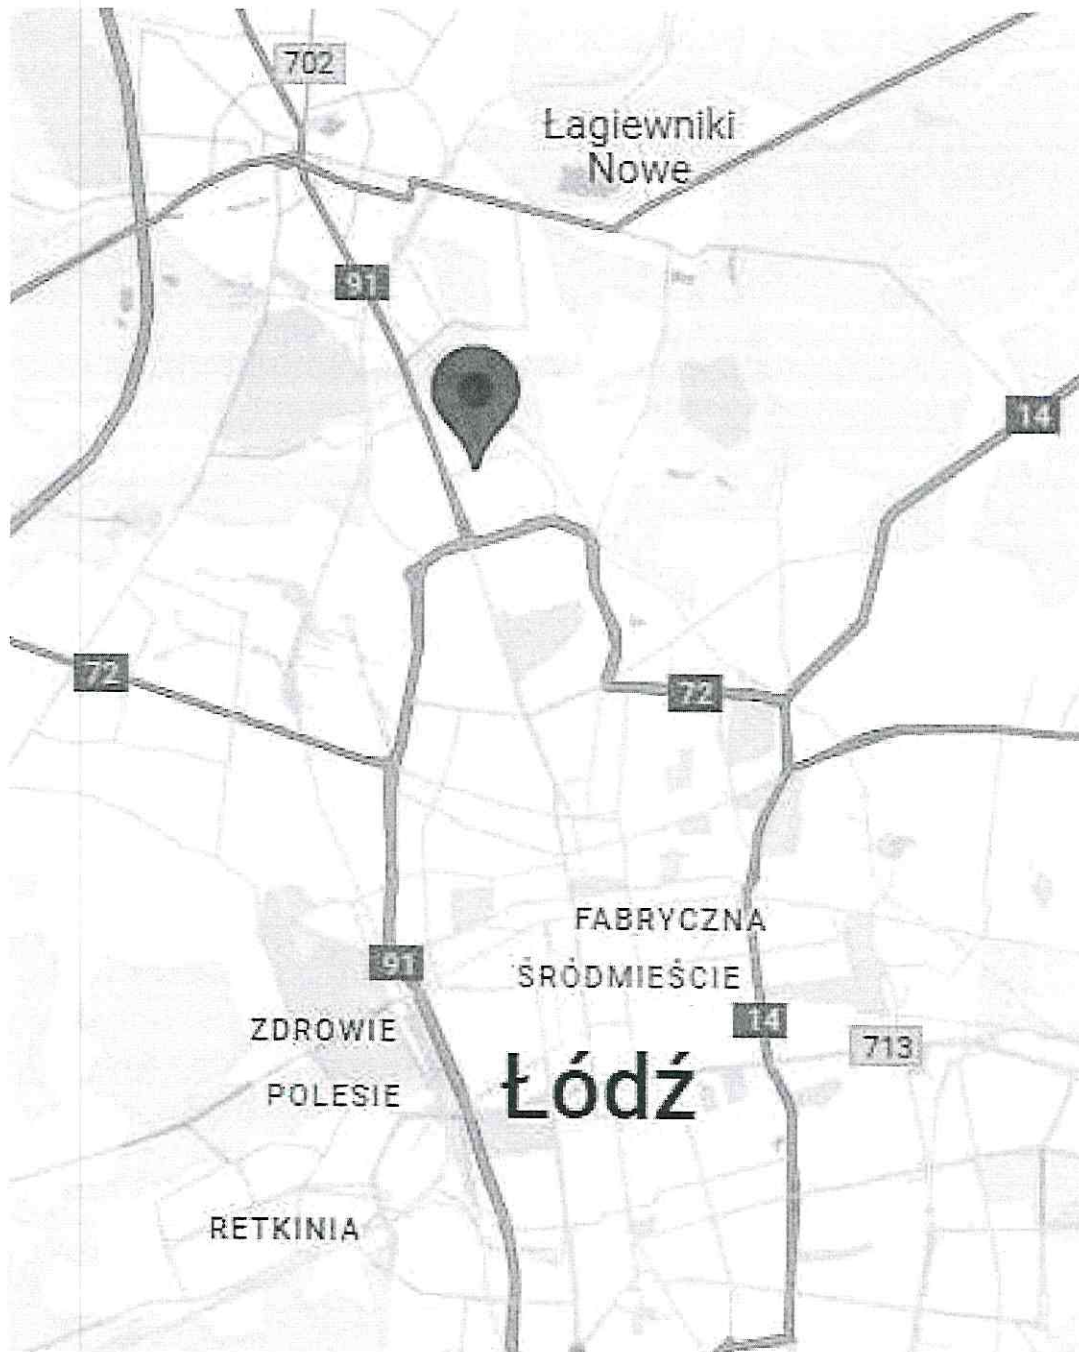 702
Łagiewniki
Nowe
91
14
72
72
FABRYCZNA
91
ŚRÓDMIEŚCIE
14
ZDROWIE
713
Łódź
POLESIE
RETKINIA